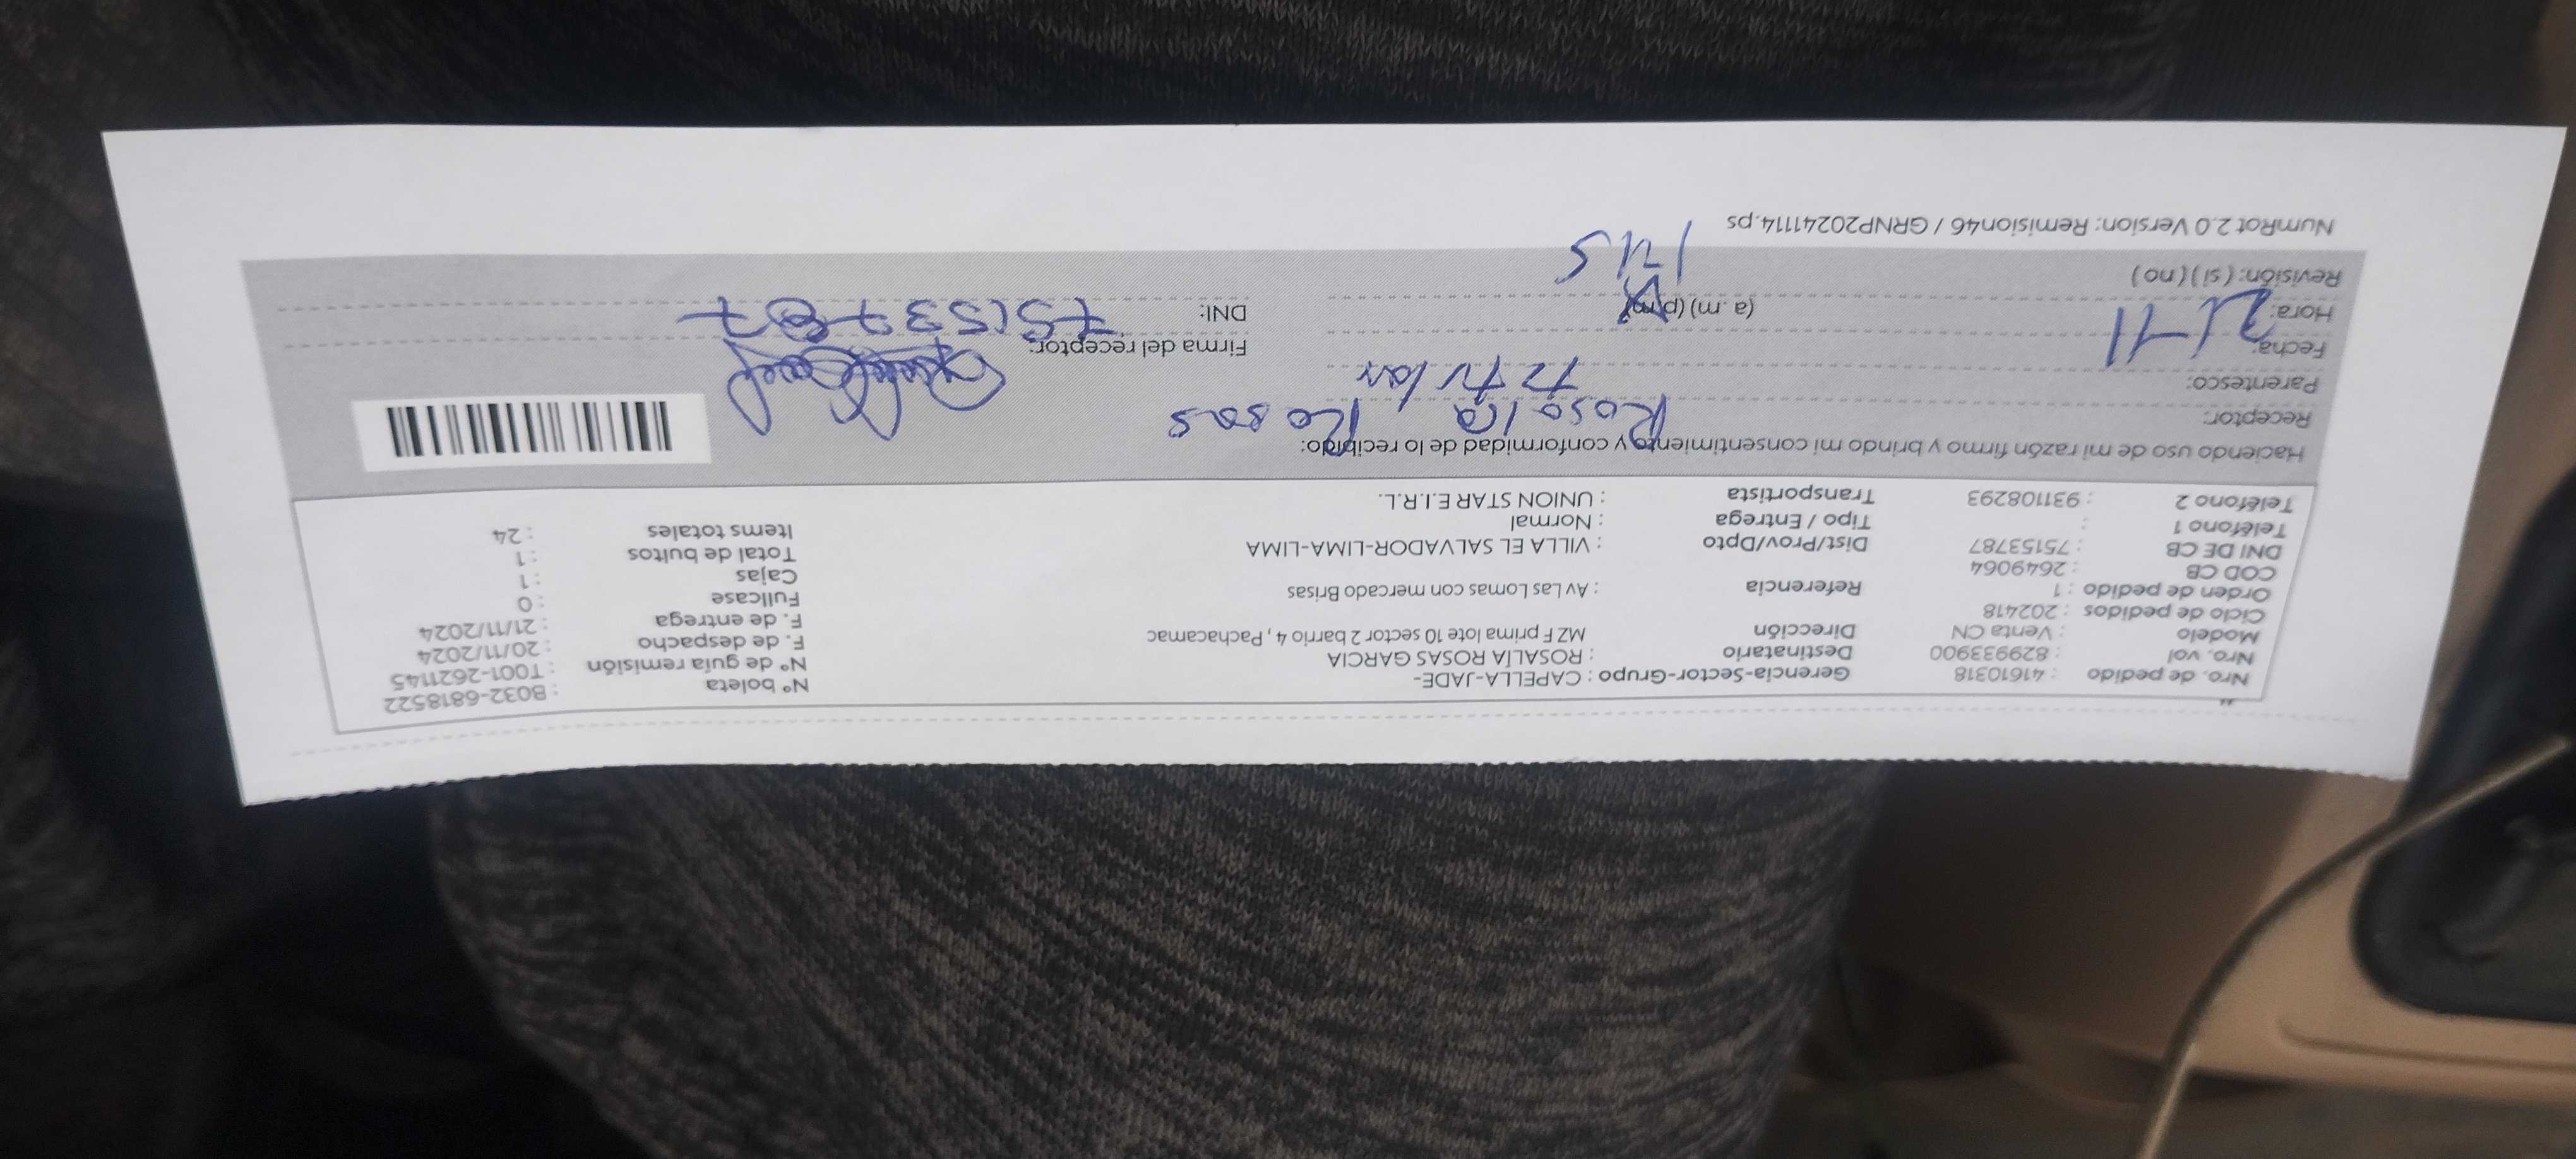 Nro. de pedido : 41610318 Gerencia-Sector-Grupo : CAPELLA-JADE- N° boleta : B032-6818522
Nro. vol : 829933900 Destinatario : ROSALÍA ROSAS GARCIA N° de guía remisión : T001-2621145
Modelo : Venta CN Dirección MZ F prima lote 10 sector 2 barrio 4 , Pachacamac F. de despacho : 20/11/2024
Ciclo de pedidos : 202418 F. de entrega : 21/11/2024
Orden de pedido : 1 Referencia : Av Las Lomas con mercado Brisas Fullcase : 0
COD CB : 2649064 Cajas : 1
DNI DE CB : 75153787 Dist/Prov/Dpto : VILLA EL SALVADOR-LIMA-LIMA Total de bultos : 1
Teléfono 1 : Tipo / Entrega : Normal Items totales : 24
Teléfono 2 : 931108293 Transportista : UNION STAR E.I.R.L.
Haciendo uso de mi razón firmo y brindo mi consentimiento y conformidad de lo recibido:
Receptor: Rosalia Rosas
Parentesco: Titular
Fecha: 21-11 Firma del receptor:
Hora: (a .m) (p.m) DNI: 75153787
Revisión: ( si ) ( no ) 145
NumRot 2.0 Version: Remision46 / GRNP20241114.ps